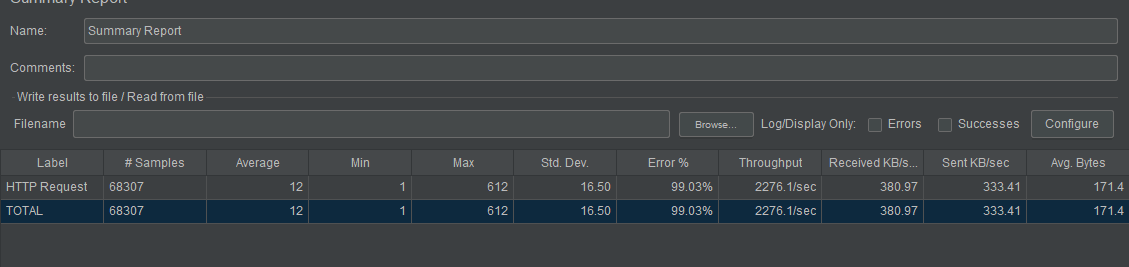 Summary Report
Name: Summary Report
Comments:
Write results to file / Read from file
Filename Browse... Log/Display Only: Errors Successes Configure
Label # Samples Average Min Max Std. Dev. Error % Throughput Received KB/s... Sent KB/sec Avg. Bytes
HTTP Request 68307 12 1 612 16.50 99.03% 2276.1/sec 380.97 333.41 171.4
TOTAL 68307 12 1 612 16.50 99.03% 2276.1/sec 380.97 333.41 171.4